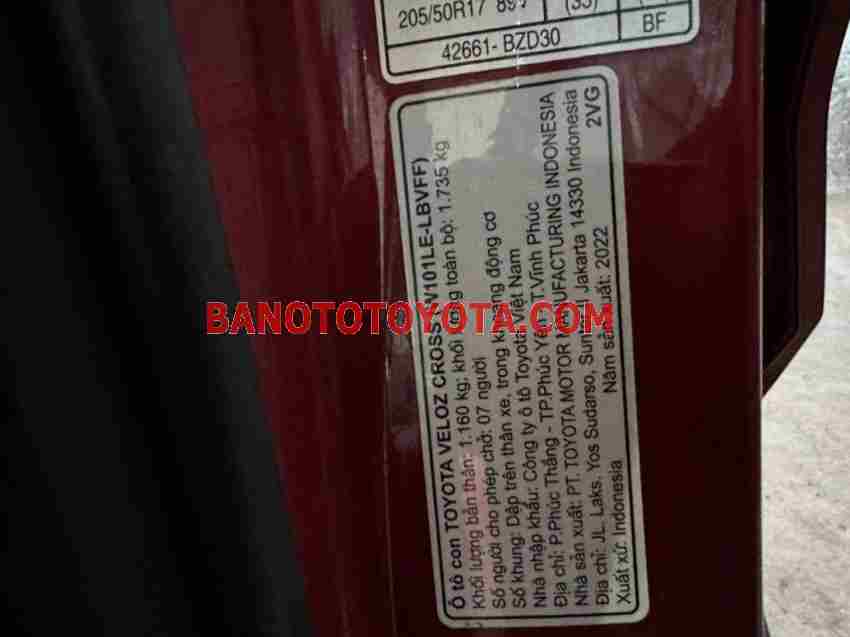 205/50R17
42661- BZD30
BF
Ô tô con TOYOTA VELOZ CROSS V101LE-LBVFF)
Khối lượng bản thân: 1.160 kg; khối lượng toàn bộ: 1.735 kg
Số người cho phép chở: 07 người
Số khung: Dập trên thân xe, trong khoang động cơ
Nhà nhập khẩu: Công ty ô tô Toyota Việt Nam
Địa chỉ: P.Phúc Thắng - TP.Phúc Yên Vĩnh Phúc
Nhà sản xuất: PT. TOYOTA MOTOR MANUFACTURING INDONESIA
Địa chỉ: JL. Laks. Yos Sudarso, Jakarta 14330 Indonesia
Xuất xứ: Indonesia Năm sản xuất: 2022 2VG
BANOTOTOYOTA.COM